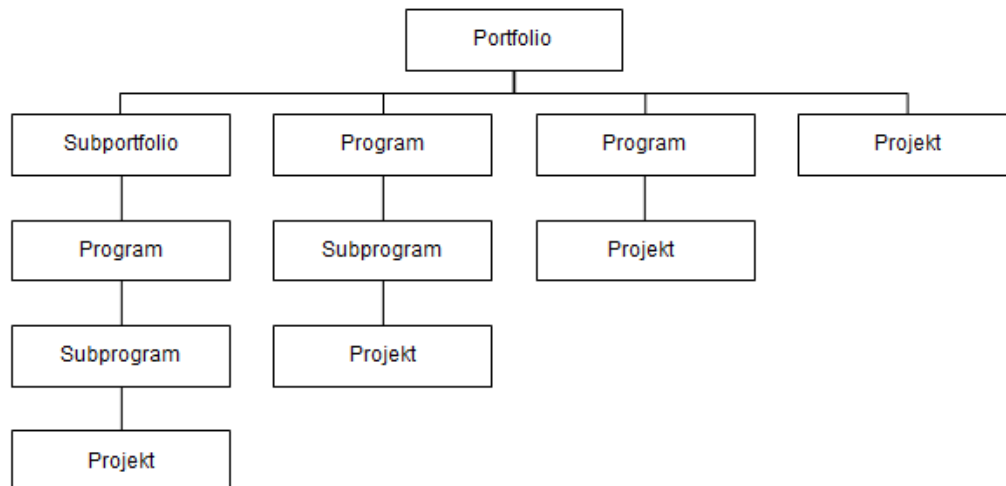 Portfolio
Subportfolio
Program
Program
Projekt
Program
Subprogram
Projekt
Subprogram
Projekt
Projekt